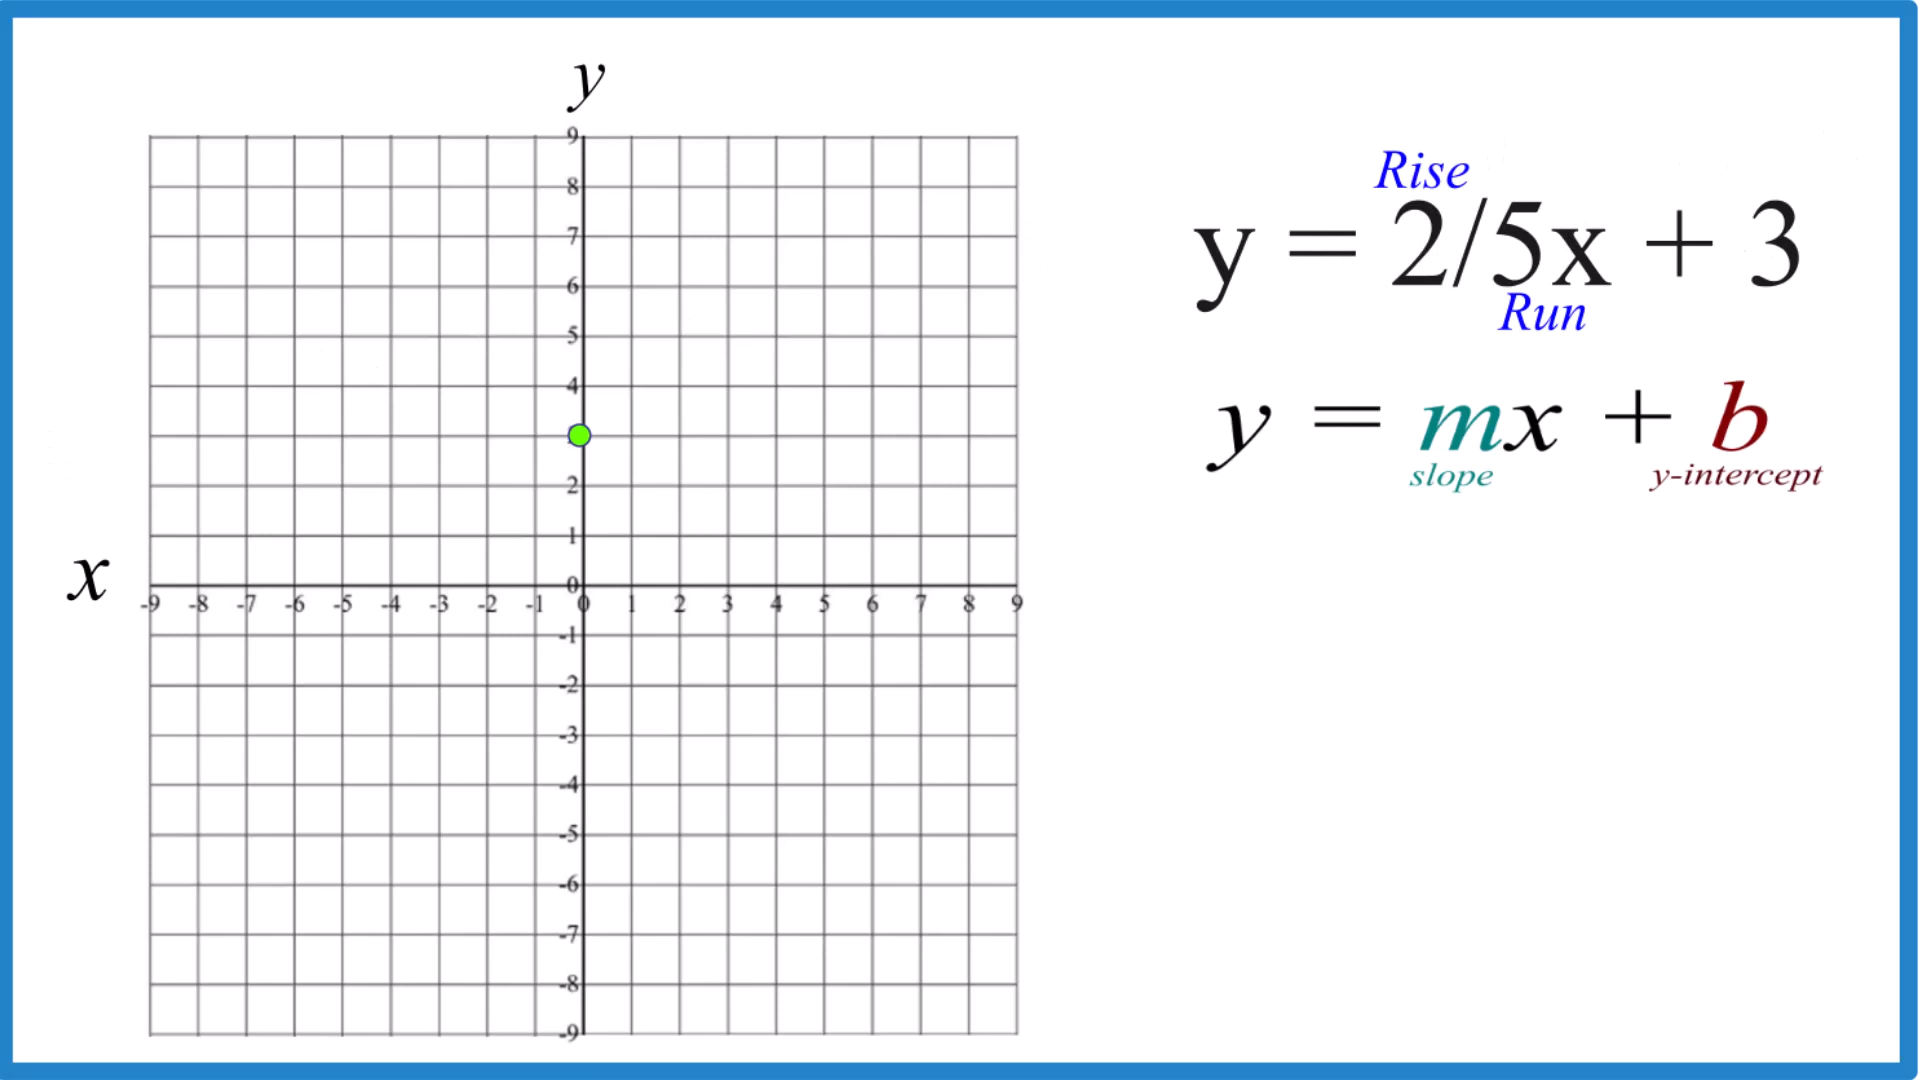 y
9
8
7
6
5
4
2
1
0
x
-9 -8 -7 -6 -5 -4 -3 -2 -1 0 1 2 3 4 5 6 7 8 9
-1
-2
-3
-4
-5
-6
-7
-8
-9
Rise
y = 2/5x + 3
Run
y = mx + b
slope y-intercept